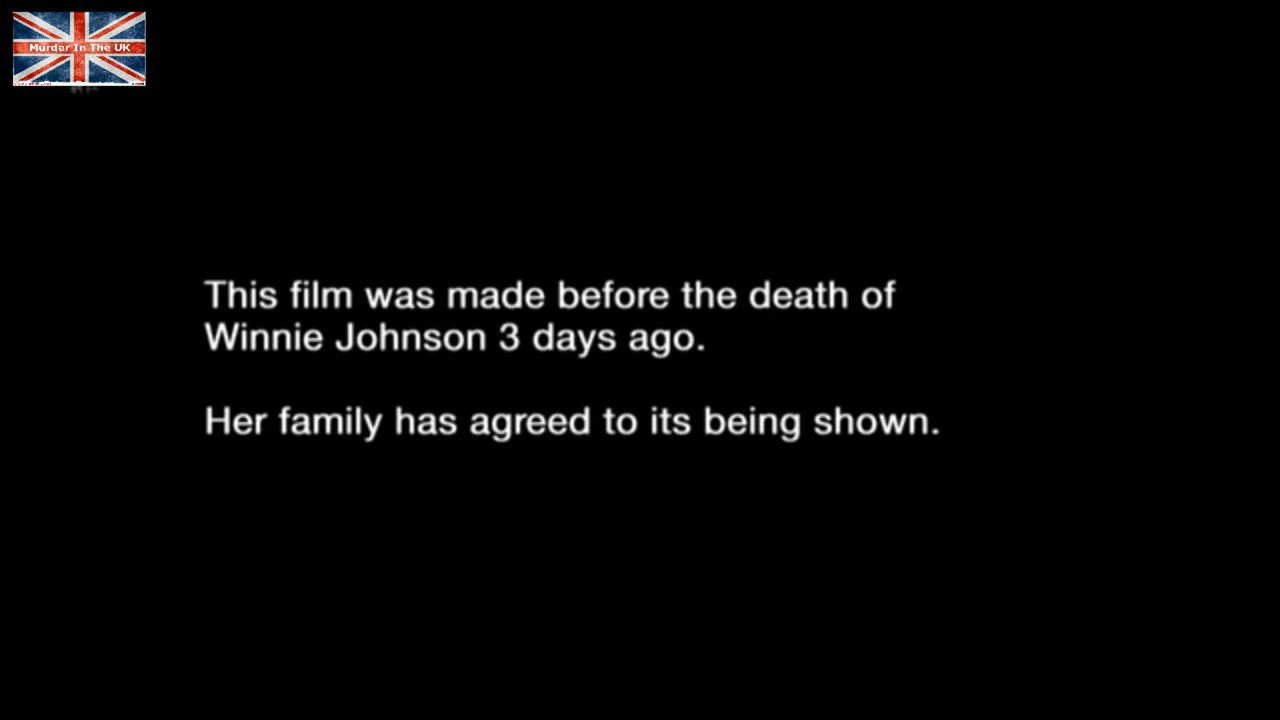 Murder In The UK
This film was made before the death of
Winnie Johnson 3 days ago.
Her family has agreed to its being shown.